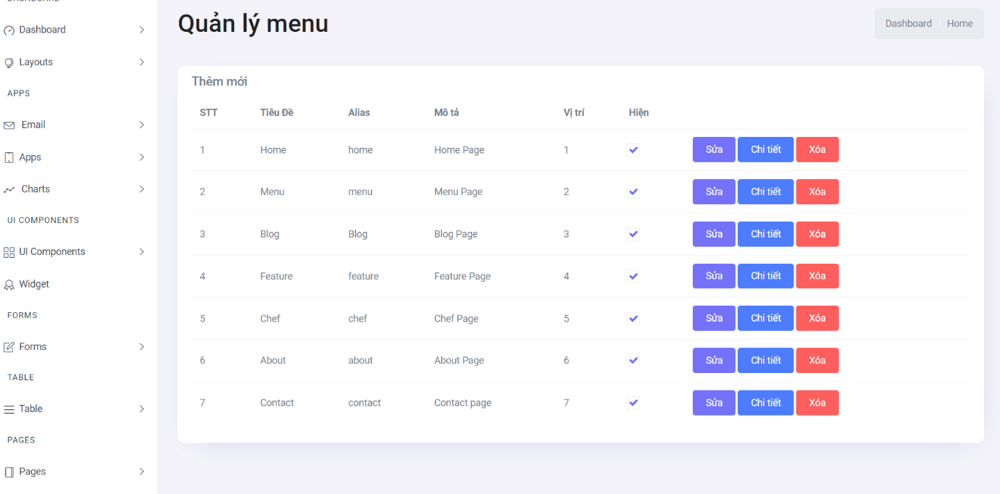 DASHBOARD
Dashboard
Layouts
APPS
Email
Apps
Charts
UI COMPONENTS
UI Components
Widget
FORMS
Forms
TABLE
Table
PAGES
Pages
Quản lý menu
Dashboard / Home
Thêm mới
STT Tiêu Đề Alias Mô tả Vị trí Hiện
1 Home home Home Page 1 Sửa Chi tiết Xóa
2 Menu menu Menu Page 2 Sửa Chi tiết Xóa
3 Blog Blog Blog Page 3 Sửa Chi tiết Xóa
4 Feature feature Feature Page 4 Sửa Chi tiết Xóa
5 Chef chef Chef Page 5 Sửa Chi tiết Xóa
6 About about About Page 6 Sửa Chi tiết Xóa
7 Contact contact Contact page 7 Sửa Chi tiết Xóa